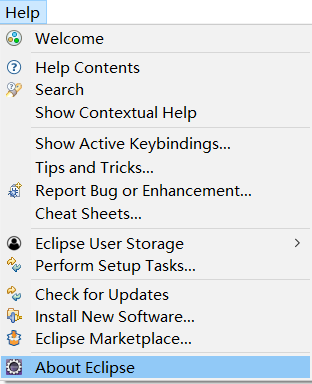 Help
Welcome
Help Contents
Search
Show Contextual Help
Show Active Keybindings...
Tips and Tricks...
Report Bug or Enhancement...
Cheat Sheets...
Eclipse User Storage
Perform Setup Tasks...
Check for Updates
Install New Software...
Eclipse Marketplace...
About Eclipse